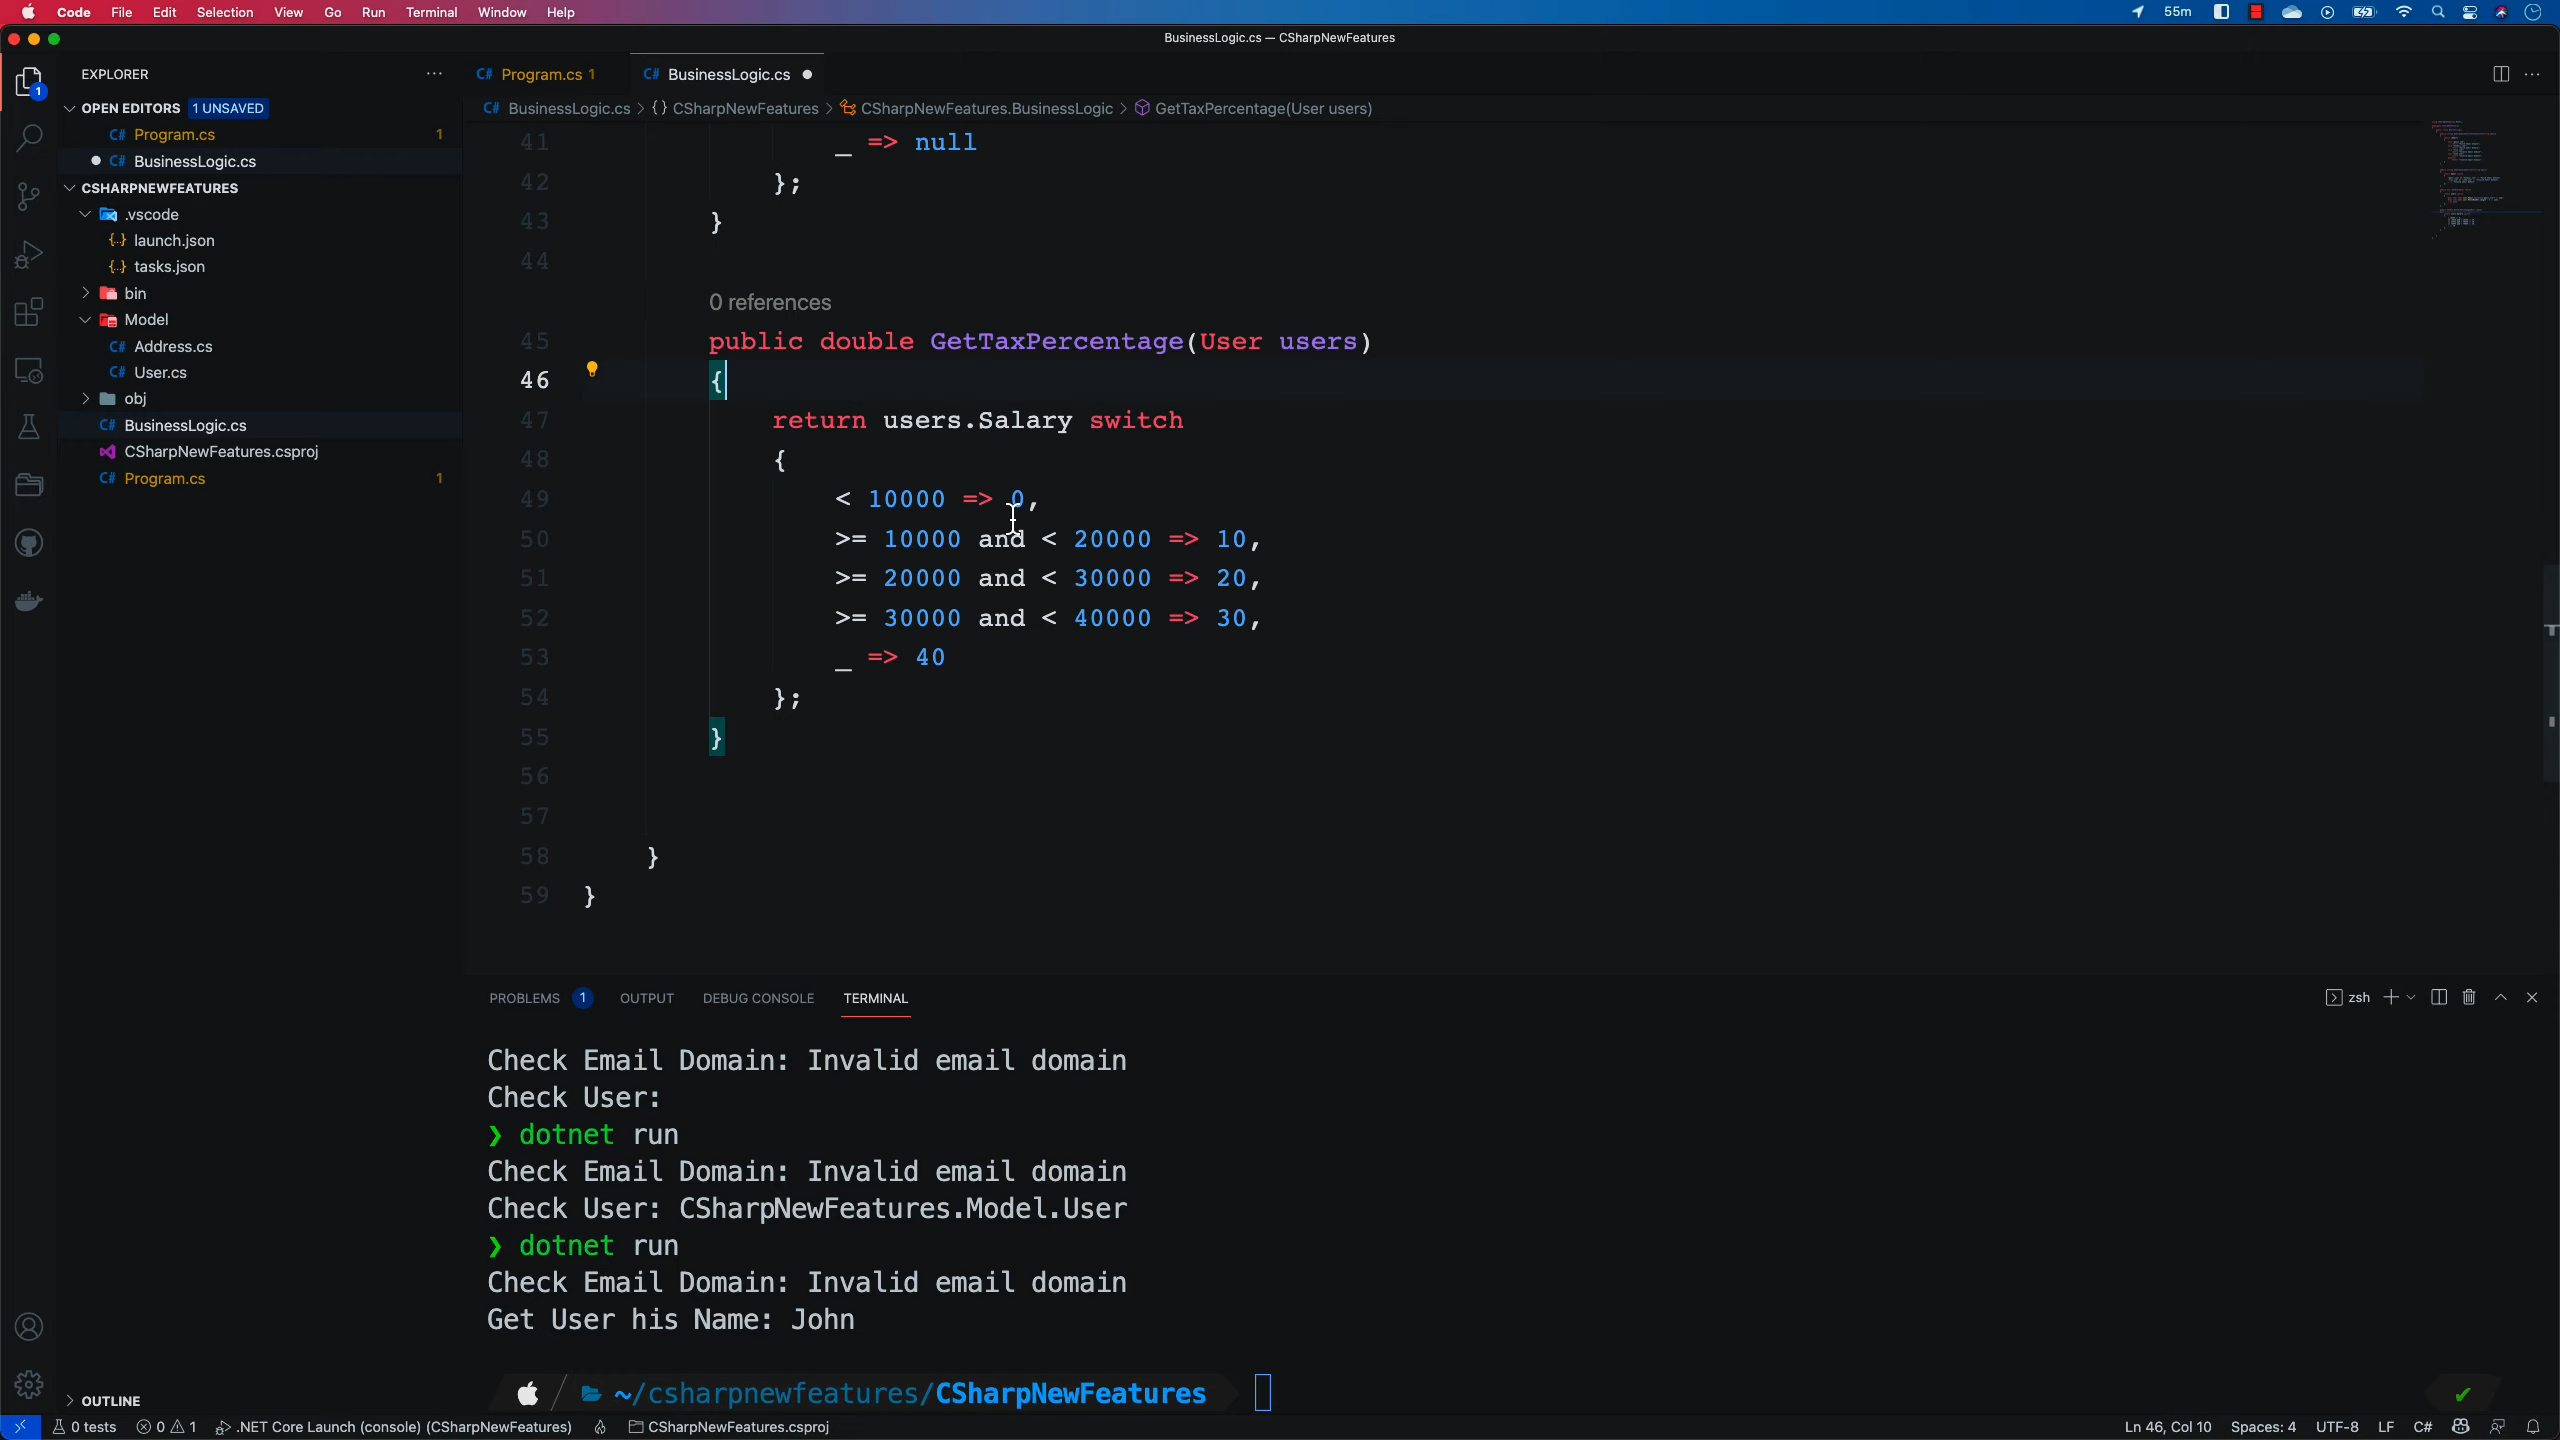 Code File Edit Selection View Go Run Terminal Window Help
55m
BusinessLogic.cs — CSharpNewFeatures
EXPLORER
OPEN EDITORS 1 UNSAVED
C# Program.cs 1
C# BusinessLogic.cs
CSHARPNEWFEATURES
.vscode
{..} launch.json
{..} tasks.json
bin
Model
C# Address.cs
C# User.cs
obj
C# BusinessLogic.cs
CSharpNewFeatures.csproj
C# Program.cs 1
OUTLINE
1
C# Program.cs 1
C# BusinessLogic.cs
C# BusinessLogic.cs > {} CSharpNewFeatures > CSharpNewFeatures.BusinessLogic > GetTaxPercentage(User users)
41 _ => null
42 };
43 }
44
0 references
45 public double GetTaxPercentage(User users)
46 {
47 return users.Salary switch
48 {
49 < 10000 => 0,
50 >= 10000 and < 20000 => 10,
51 >= 20000 and < 30000 => 20,
52 >= 30000 and < 40000 => 30,
53 _ => 40
54 };
55 }
56
57
58 }
59 }
PROBLEMS 1 OUTPUT DEBUG CONSOLE TERMINAL
zsh
Check Email Domain: Invalid email domain
Check User:
❯ dotnet run
Check Email Domain: Invalid email domain
Check User: CSharpNewFeatures.Model.User
❯ dotnet run
Check Email Domain: Invalid email domain
Get User his Name: John
~/csharpnewfeatures/CSharpNewFeatures
0 tests 0 1 .NET Core Launch (console) (CSharpNewFeatures) CSharpNewFeatures.csproj
Ln 46, Col 10 Spaces: 4 UTF-8 LF C#